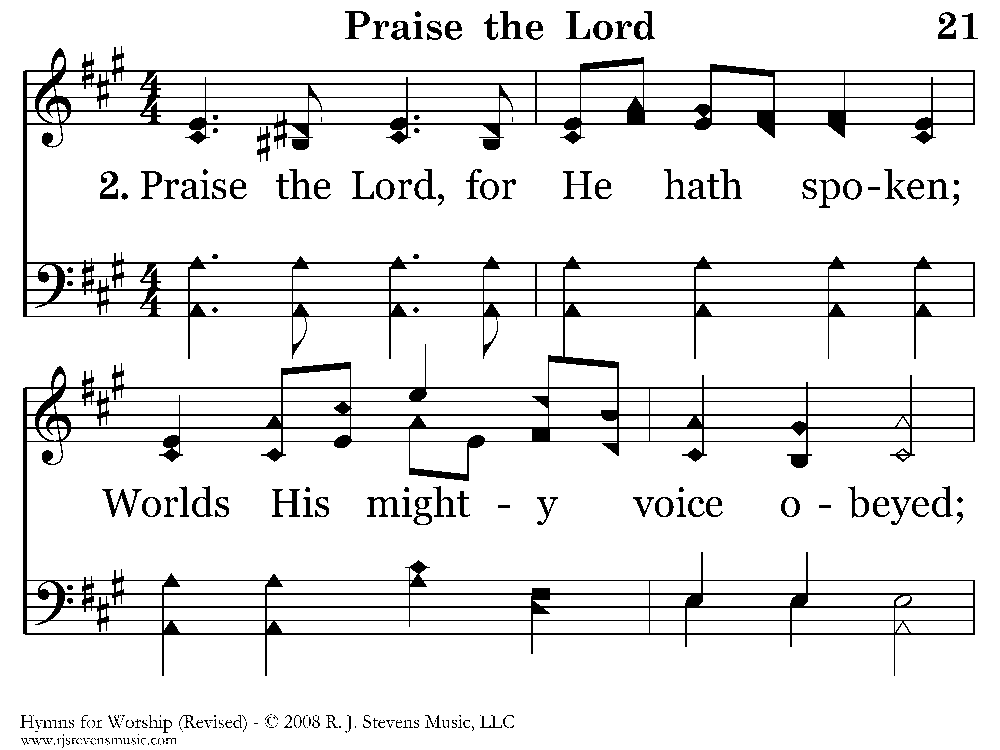 Praise the Lord 21
2. Praise the Lord, for He hath spo-ken;
Worlds His might - y voice o - beyed;
Hymns for Worship (Revised) - © 2008 R. J. Stevens Music, LLC
www.rjstevensmusic.com